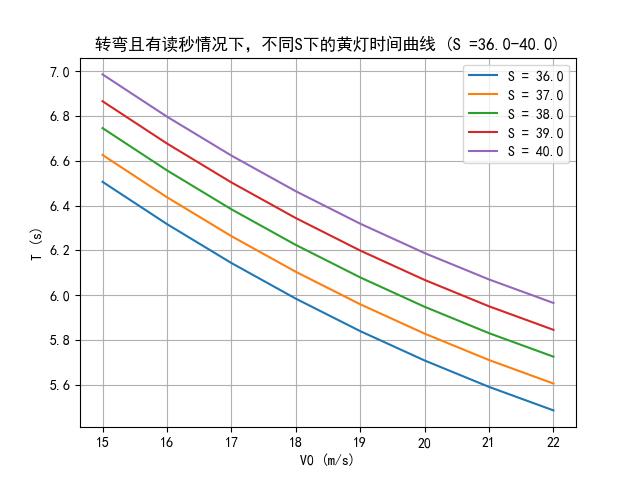 转弯且有读秒情况下，不同S下的黄灯时间曲线 (S =36.0-40.0)
S = 36.0
S = 37.0
S = 38.0
S = 39.0
S = 40.0
7.0
6.8
6.6
6.4
6.2
6.0
5.8
5.6
T (s)
15 16 17 18 19 20 21 22
V0 (m/s)